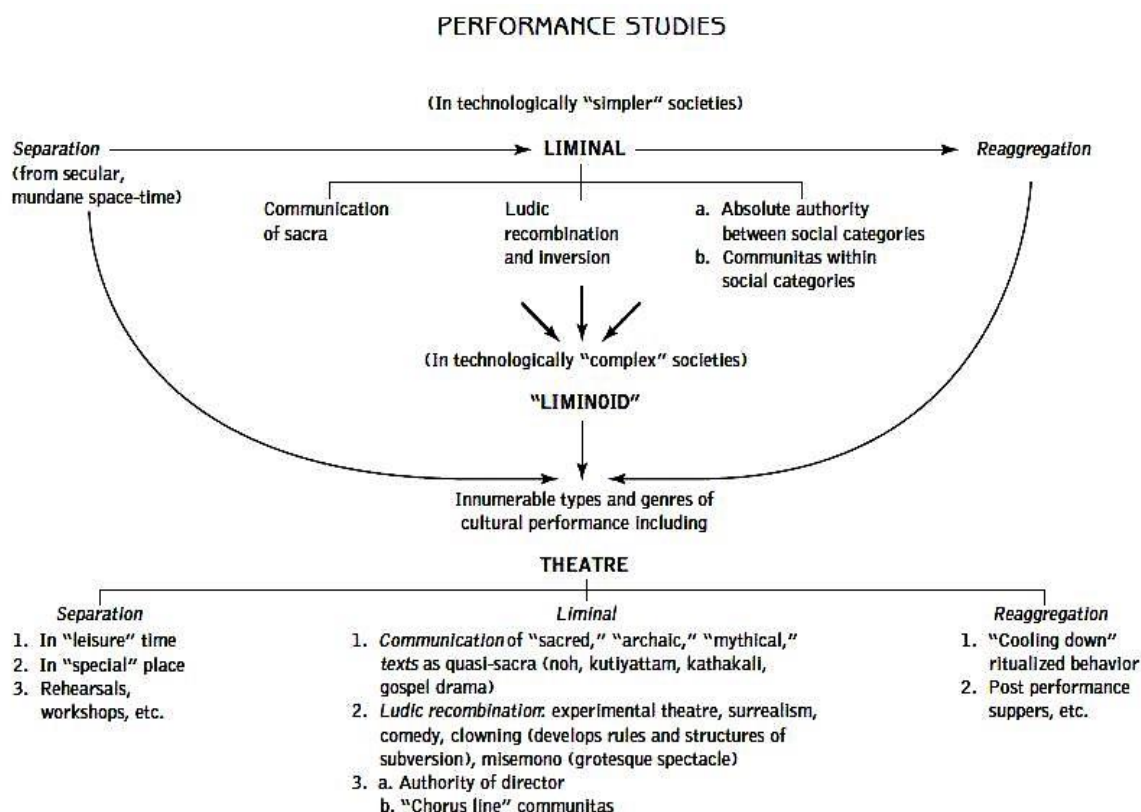 PERFORMANCE STUDIES
(In technologically "simpler" societies)
Separation
(from secular,
mundane space-time)
LIMINAL
Reaggregation
Communication
of sacra
Ludic
recombination
and inversion
a. Absolute authority
between social categories
b. Communitas within
social categories
(In technologically "complex" societies)
"LIMINOID"
Innumerable types and genres of
cultural performance including
THEATRE
Separation
1. In "leisure" time
2. In "special" place
3. Rehearsals,
workshops, etc.
Liminal
1. Communication of "sacred," "archaic," "mythical,"
texts as quasi-sacra (noh, kutiyattam, kathakali,
gospel drama)
2. Ludic recombination: experimental theatre, surrealism,
comedy, clowning (develops rules and structures of
subversion), misemono (grotesque spectacle)
3. a. Authority of director
b. "Chorus line" communitas
Reaggregation
1. "Cooling down"
ritualized behavior
2. Post performance
suppers, etc.